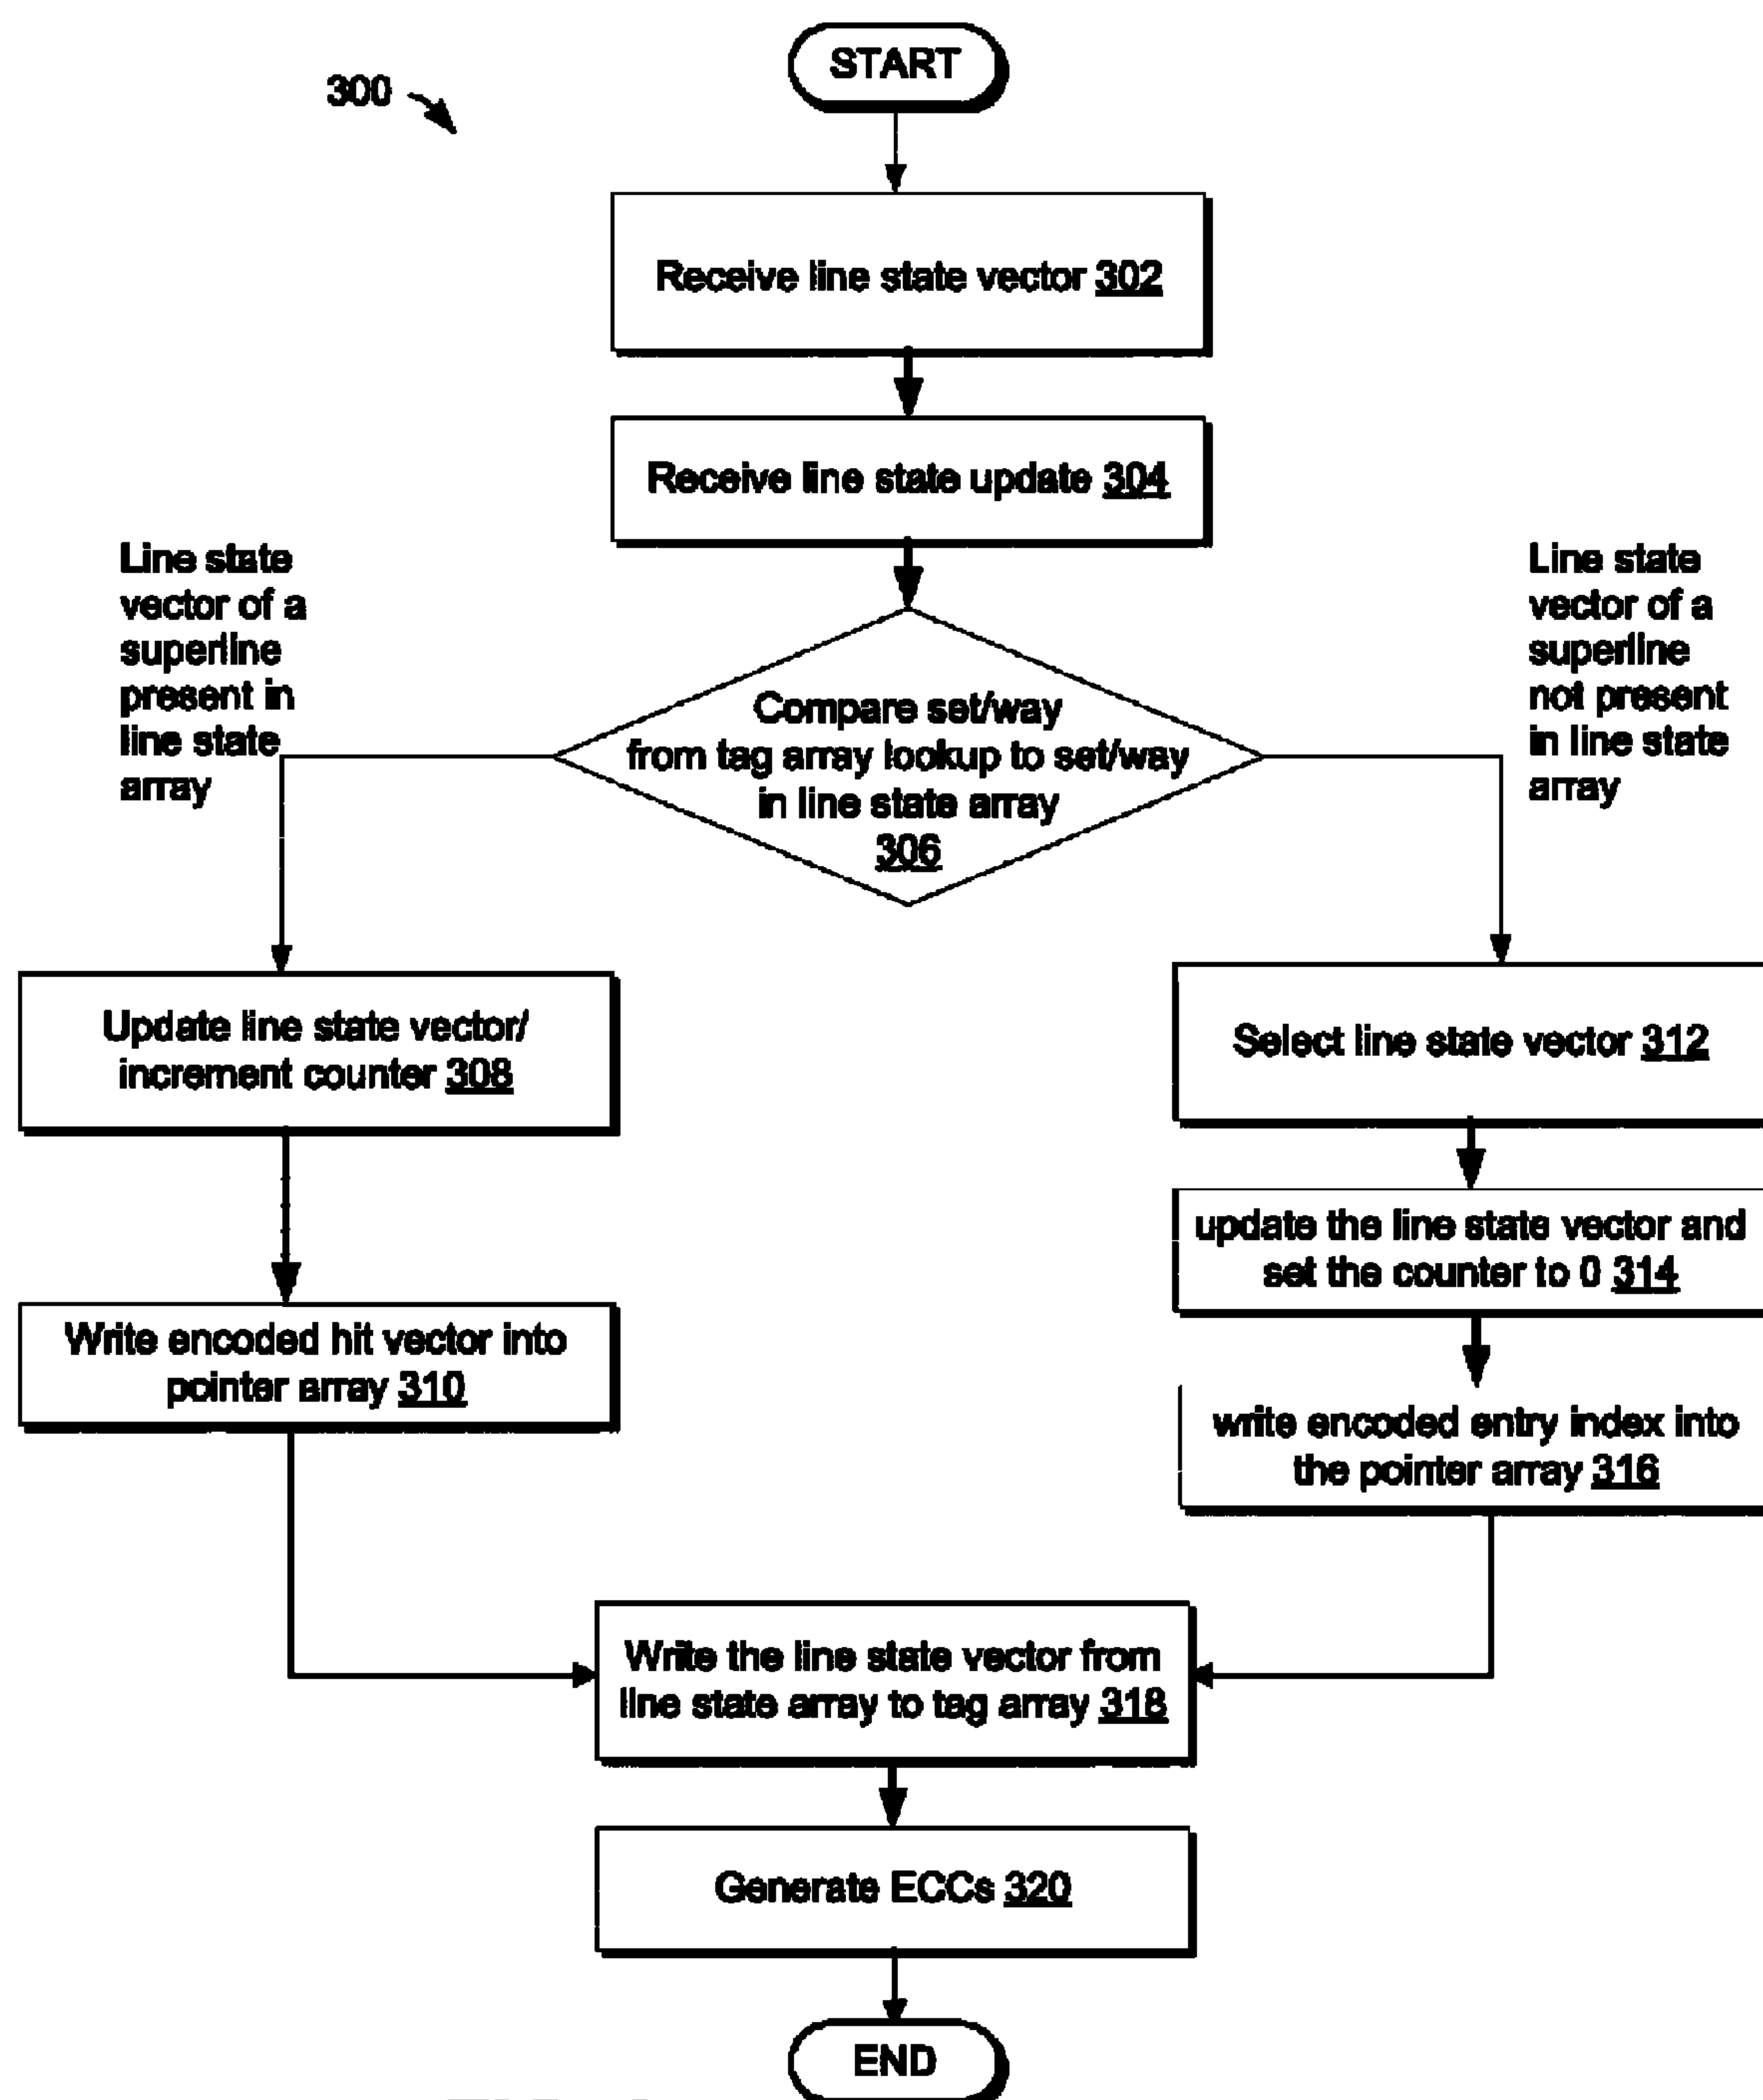 START
300
Receive line state vector 302
Receive line state update 304
Line state
vector of a
superline
present in
line state
array
Line state
vector of a
superline
not present
in line state
array
Compare set/way
from tag array lookup to set/way
in line state array
306
Update line state vector/
increment counter 308
Select line state vector 312
update the line state vector and
set the counter to 0 314
Write encoded hit vector into
pointer array 310
write encoded entry index into
the pointer array 316
Write the line state vector from
line state array to tag array 318
Generate ECCs 320
END